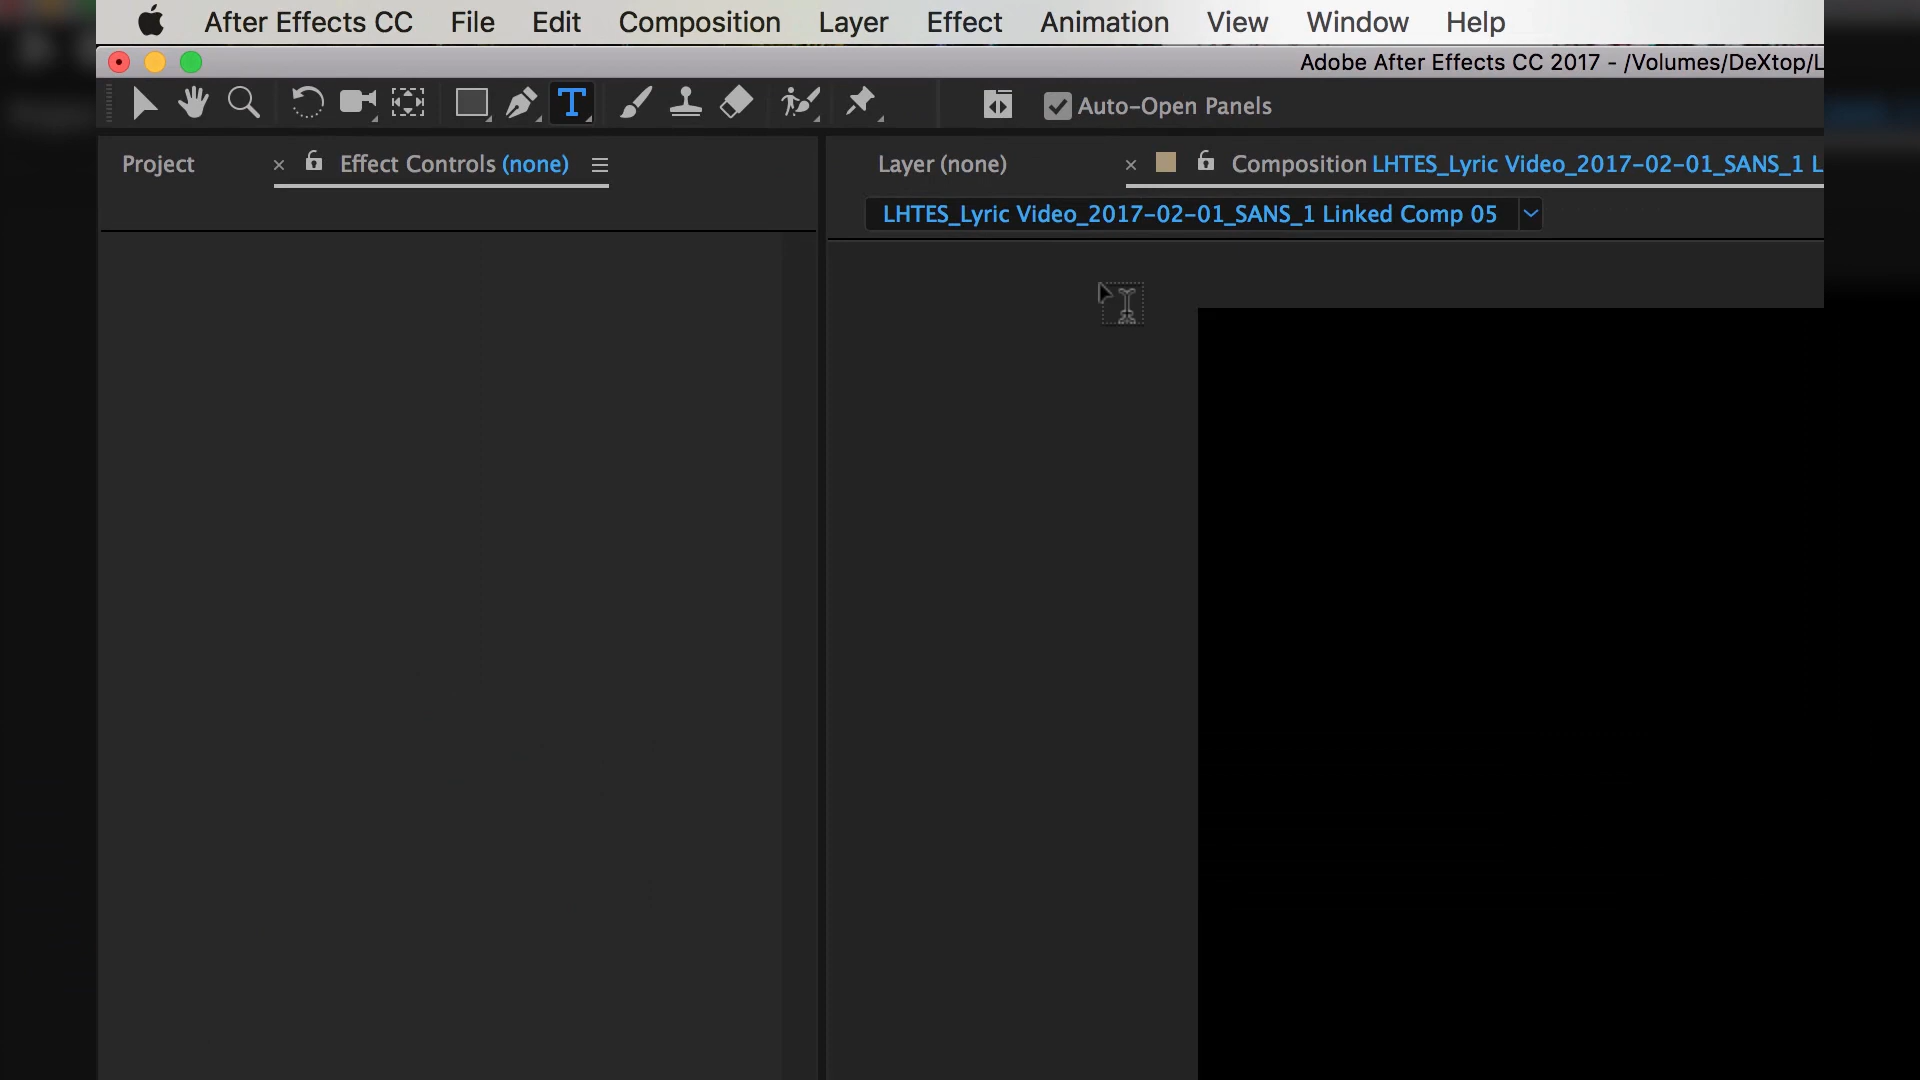 After Effects CC File Edit Composition Layer Effect Animation View Window Help
Adobe After Effects CC 2017 - /Volumes/DeXtop/L
T Auto-Open Panels
Project × Effect Controls (none) Layer (none) × Composition LHTES_Lyric Video_2017-02-01_SANS_1 L
LHTES_Lyric Video_2017-02-01_SANS_1 Linked Comp 05